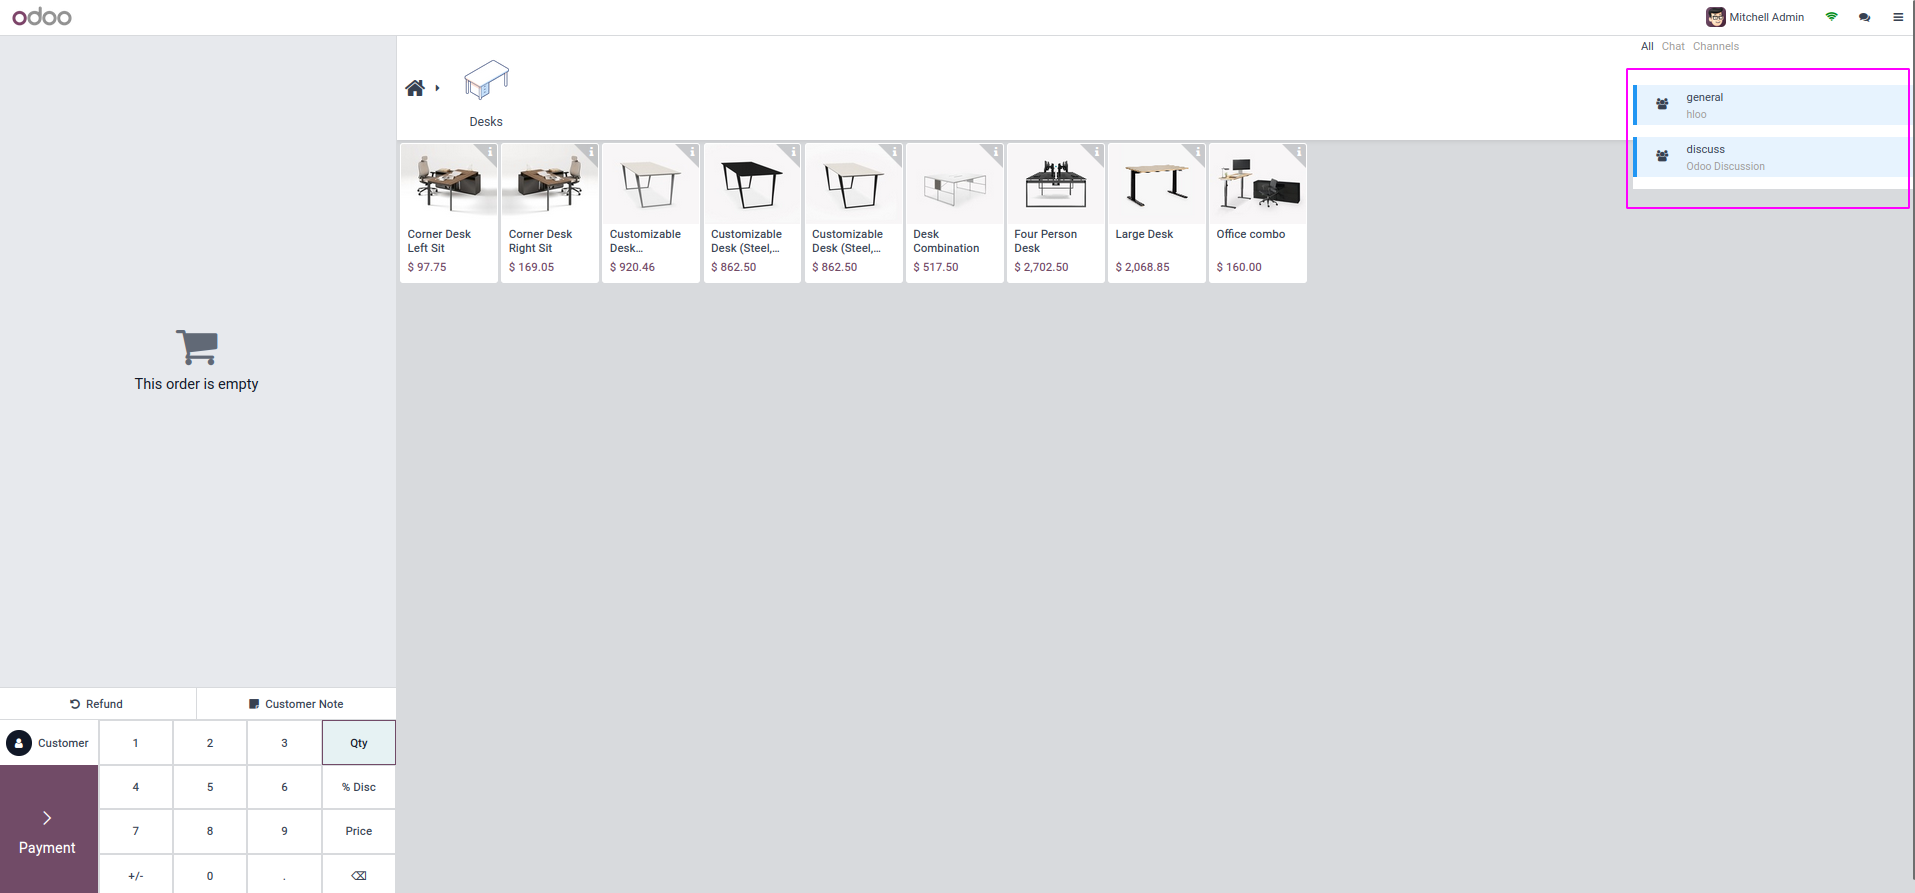 odoo
Mitchell Admin
All Chat Channels
general
hloo
discuss
Odoo Discussion
Desks
Corner Desk
Left Sit
$ 97.75
Corner Desk
Right Sit
$ 169.05
Customizable
Desk...
$ 920.46
Customizable
Desk (Steel,...
$ 862.50
Customizable
Desk (Steel,...
$ 862.50
Desk
Combination
$ 517.50
Four Person
Desk
$ 2,702.50
Large Desk
$ 2,068.85
Office combo
$ 160.00
This order is empty
Refund
Customer Note
Customer
1 2 3 Qty
4 5 6 % Disc
7 8 9 Price
Payment
+/- 0 . ⌫